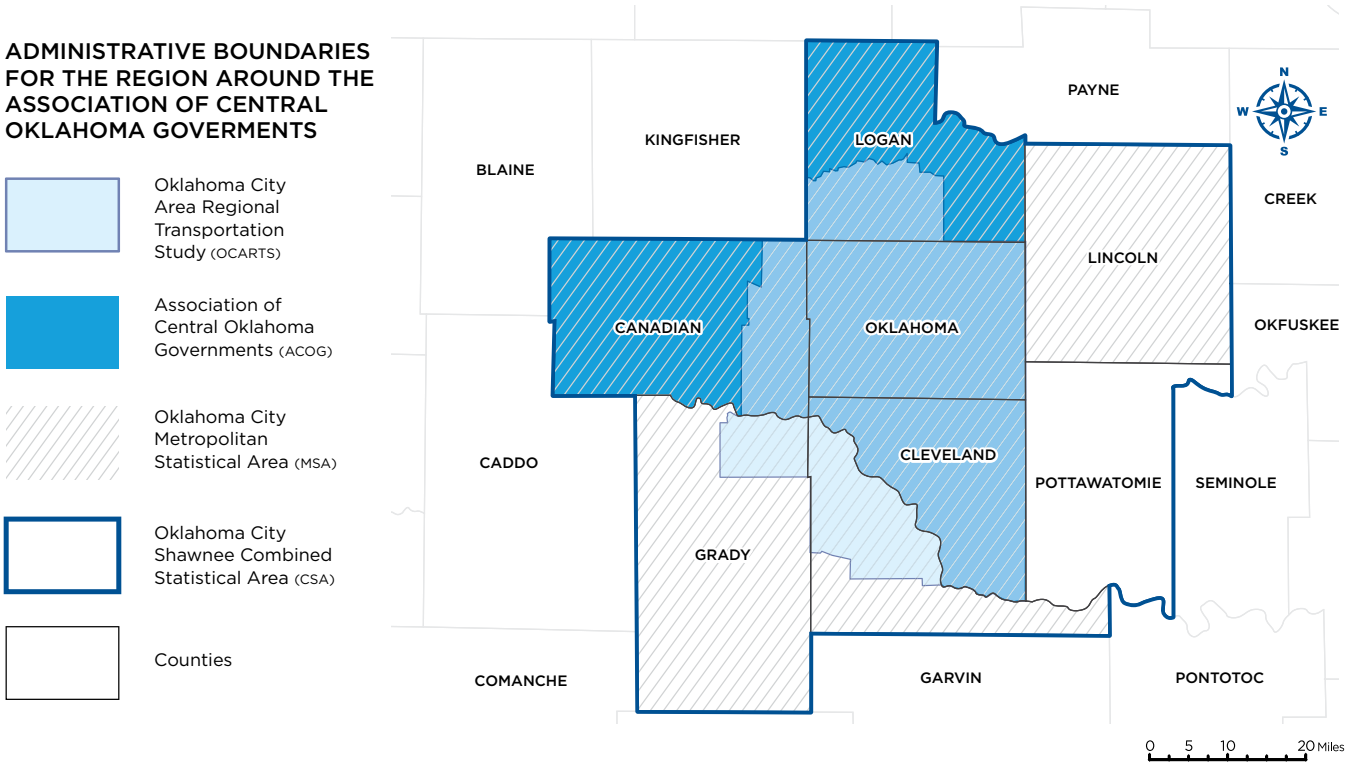 ADMINISTRATIVE BOUNDARIES
FOR THE REGION AROUND THE
ASSOCIATION OF CENTRAL
OKLAHOMA GOVERMENTS
Oklahoma City
Area Regional
Transportation
Study (OCARTS)
Association of
Central Oklahoma
Governments (ACOG)
Oklahoma City
Metropolitan
Statistical Area (MSA)
Oklahoma City
Shawnee Combined
Statistical Area (CSA)
Counties
N
W E
S
PAYNE
KINGFISHER
LOGAN
BLAINE
CREEK
LINCOLN
CANADIAN
OKLAHOMA
OKFUSKEE
CADDO
CLEVELAND
POTTAWATOMIE
SEMINOLE
GRADY
COMANCHE
GARVIN
PONTOTOC
0 5 10 20 Miles